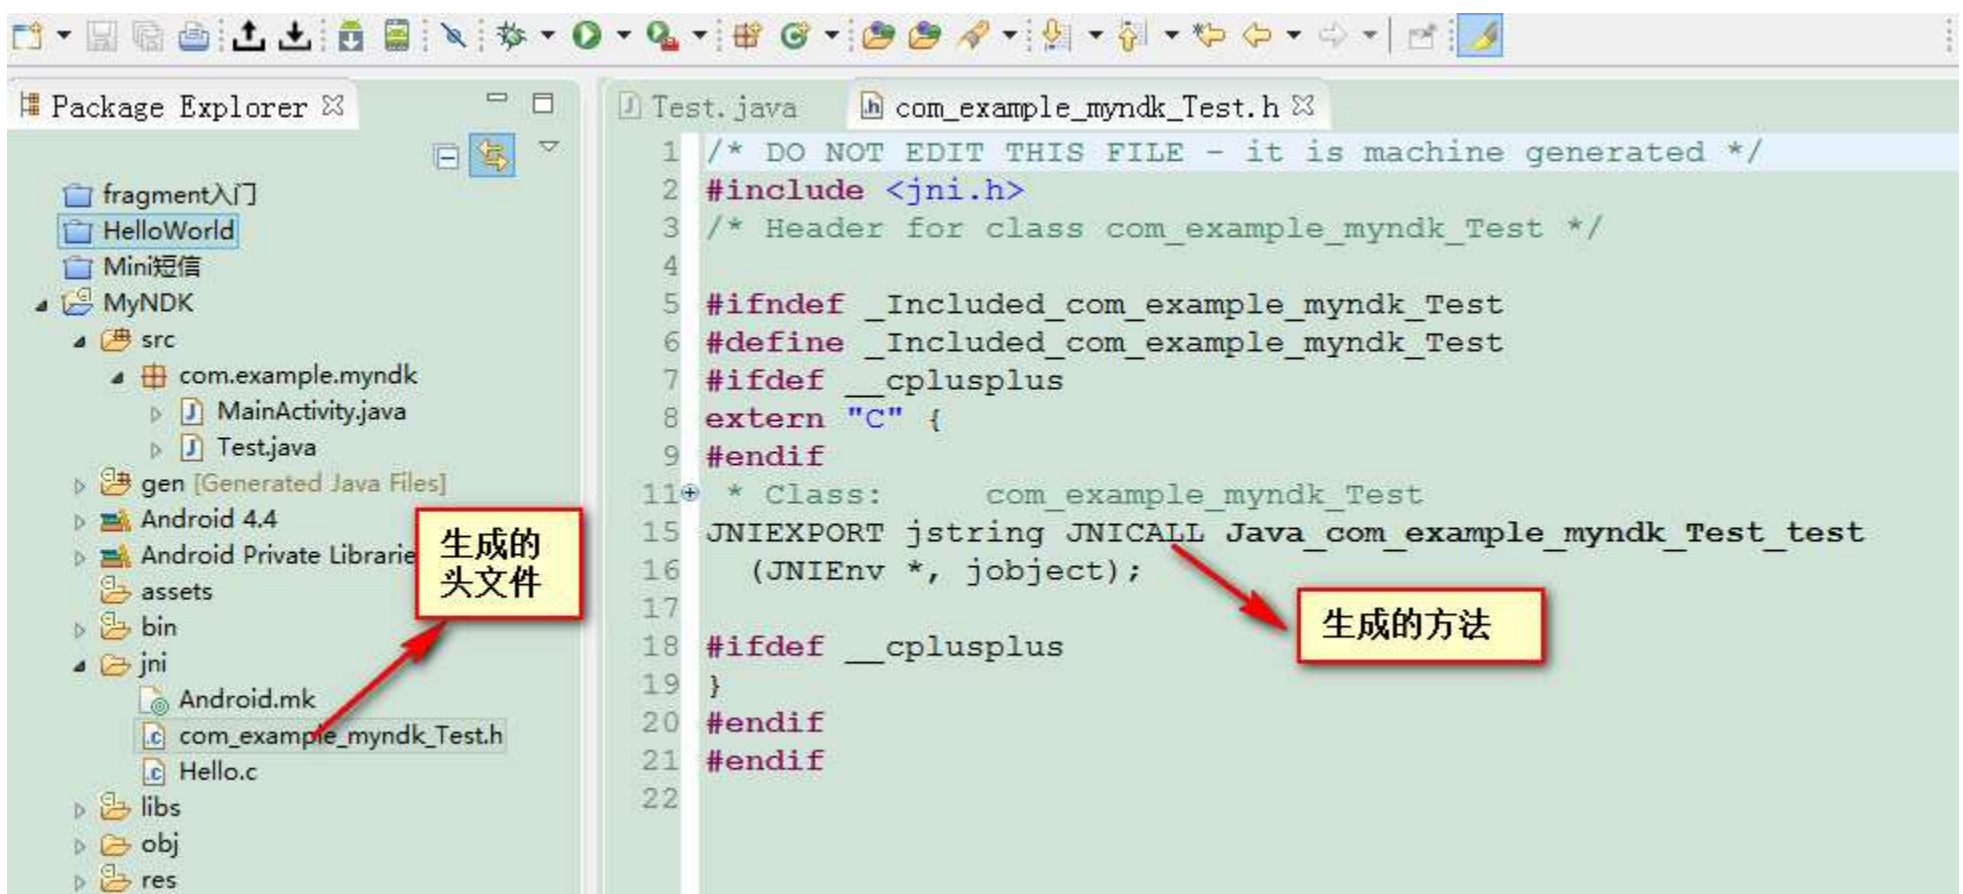 Package Explorer
fragment入门
HelloWorld
Mini短信
MyNDK
src
com.example.myndk
MainActivity.java
Test.java
gen [Generated Java Files]
Android 4.4
Android Private Librarie
assets
bin
jni
Android.mk
com_example_myndk_Test.h
Hello.c
libs
obj
res
生成的
头文件
Test.java
com_example_myndk_Test.h
1 /* DO NOT EDIT THIS FILE - it is machine generated */
2 #include <jni.h>
3 /* Header for class com_example_myndk_Test */
4
5 #ifndef _Included_com_example_myndk_Test
6 #define _Included_com_example_myndk_Test
7 #ifdef __cplusplus
8 extern "C" {
9 #endif
11 * Class:     com_example_myndk_Test
15 JNIEXPORT jstring JNICALL Java_com_example_myndk_Test_test
16   (JNIEnv *, jobject);
17
18 #ifdef __cplusplus
19 }
20 #endif
21 #endif
22
生成的方法